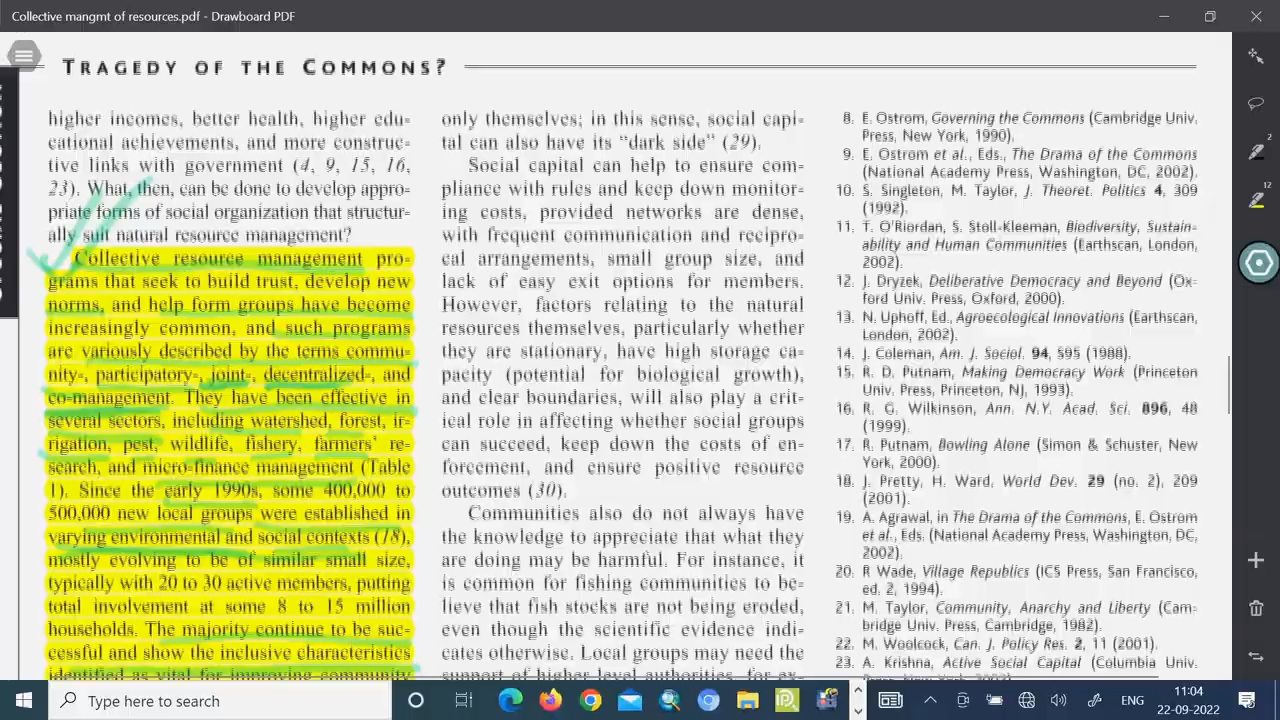 Collective mangmt of resources.pdf - Drawboard PDF
TRAGEDY OF THE COMMONS?
higher incomes, better health, higher edu-
cational achievements, and more construc-
tive links with government (4, 9, 15, 16,
23). What, then, can be done to develop appro-
priate forms of social organization that structur-
ally suit natural resource management?
Collective resource management pro-
grams that seek to build trust, develop new
norms, and help form groups have become
increasingly common, and such programs
are variously described by the terms commu-
nity-, participatory-, joint-, decentralized-, and
co-management. They have been effective in
several sectors, including watershed, forest, ir-
rigation, pest, wildlife, fishery, farmers' re-
search, and micro-finance management (Table
1). Since the early 1990s, some 400,000 to
500,000 new local groups were established in
varying environmental and social contexts (18),
mostly evolving to be of similar small size,
typically with 20 to 30 active members, putting
total involvement at some 8 to 15 million
households. The majority continue to be suc-
cessful and show the inclusive characteristics
identified as vital for improving community
only themselves; in this sense, social capi-
tal can also have its "dark side" (29).
Social capital can help to ensure com-
pliance with rules and keep down monitor-
ing costs, provided networks are dense,
with frequent communication and recipro-
cal arrangements, small group size, and
lack of easy exit options for members.
However, factors relating to the natural
resources themselves, particularly whether
they are stationary, have high storage ca-
pacity (potential for biological growth),
and clear boundaries, will also play a crit-
ical role in affecting whether social groups
can succeed, keep down the costs of en-
forcement, and ensure positive resource
outcomes (30).
Communities also do not always have
the knowledge to appreciate that what they
are doing may be harmful. For instance, it
is common for fishing communities to be-
lieve that fish stocks are not being eroded,
even though the scientific evidence indi-
cates otherwise. Local groups may need the
support of higher level authorities, for ex-
8. E. Ostrom, Governing the Commons (Cambridge Univ.
Press, New York, 1990).
9. E. Ostrom et al., Eds., The Drama of the Commons
(National Academy Press, Washington, DC, 2002).
10. S. Singleton, M. Taylor, J. Theoret. Politics 4, 309
(1992).
11. T. O'Riordan, S. Stoll-Kleeman, Biodiversity, Sustain-
ability and Human Communities (Earthscan, London,
2002).
12. J. Dryzek, Deliberative Democracy and Beyond (Ox-
ford Univ. Press, Oxford, 2000).
13. N. Uphoff, Ed., Agroecological Innovations (Earthscan,
London, 2002).
14. J. Coleman, Am. J. Sociol. 94, S95 (1988).
15. R. D. Putnam, Making Democracy Work (Princeton
Univ. Press, Princeton, NJ, 1993).
16. R. G. Wilkinson, Ann. N.Y. Acad. Sci. 896, 48
(1999).
17. R. Putnam, Bowling Alone (Simon & Schuster, New
York, 2000).
18. J. Pretty, H. Ward, World Dev. 29 (no. 2), 209
(2001).
19. A. Agrawal, in The Drama of the Commons, E. Ostrom
et al., Eds. (National Academy Press, Washington, DC,
2002).
20. R Wade, Village Republics (ICS Press, San Francisco,
ed. 2, 1994).
21. M. Taylor, Community, Anarchy and Liberty (Cam-
bridge Univ. Press, Cambridge, 1982).
22. M. Woolcock, Can. J. Policy Res. 2, 11 (2001).
23. A. Krishna, Active Social Capital (Columbia Univ.
2
12
Type here to search
ENG
11:04
22-09-2022